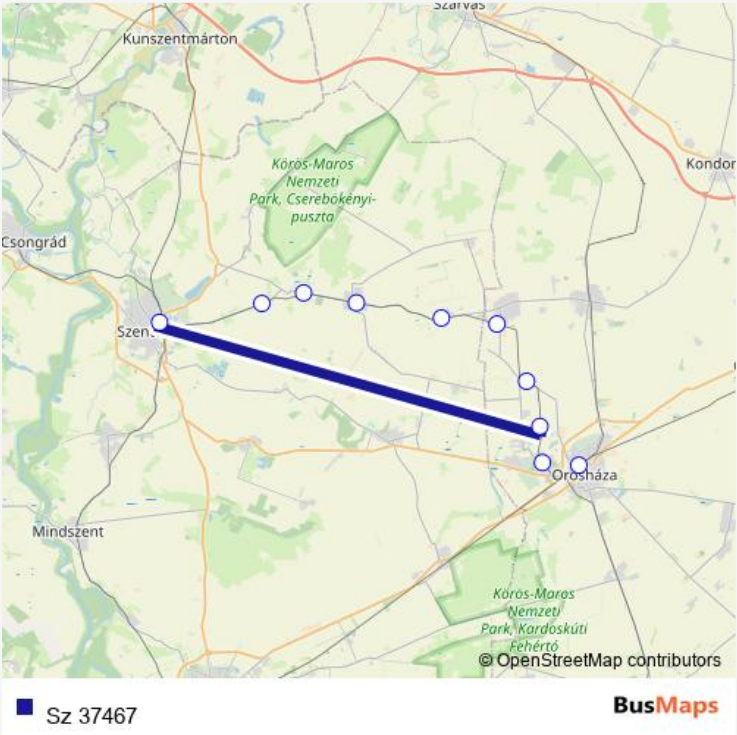 Szarvas
Kunszentmárton
Kondor
Körös-Maros
Nemzeti
Park, Cserebökényi-
puszta
Csongrád
Szent
Orosháza
Mindszent
Körös-Maros
Nemzeti
Park, Kardoskúti
Fehértó
© OpenStreetMap contributors
Sz 37467
BusMaps